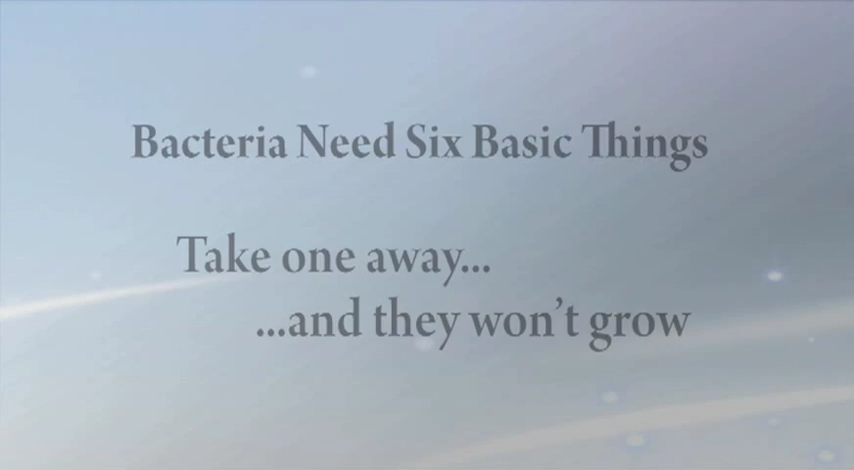 Bacteria Need Six Basic Things
Take one away...
...and they won't grow